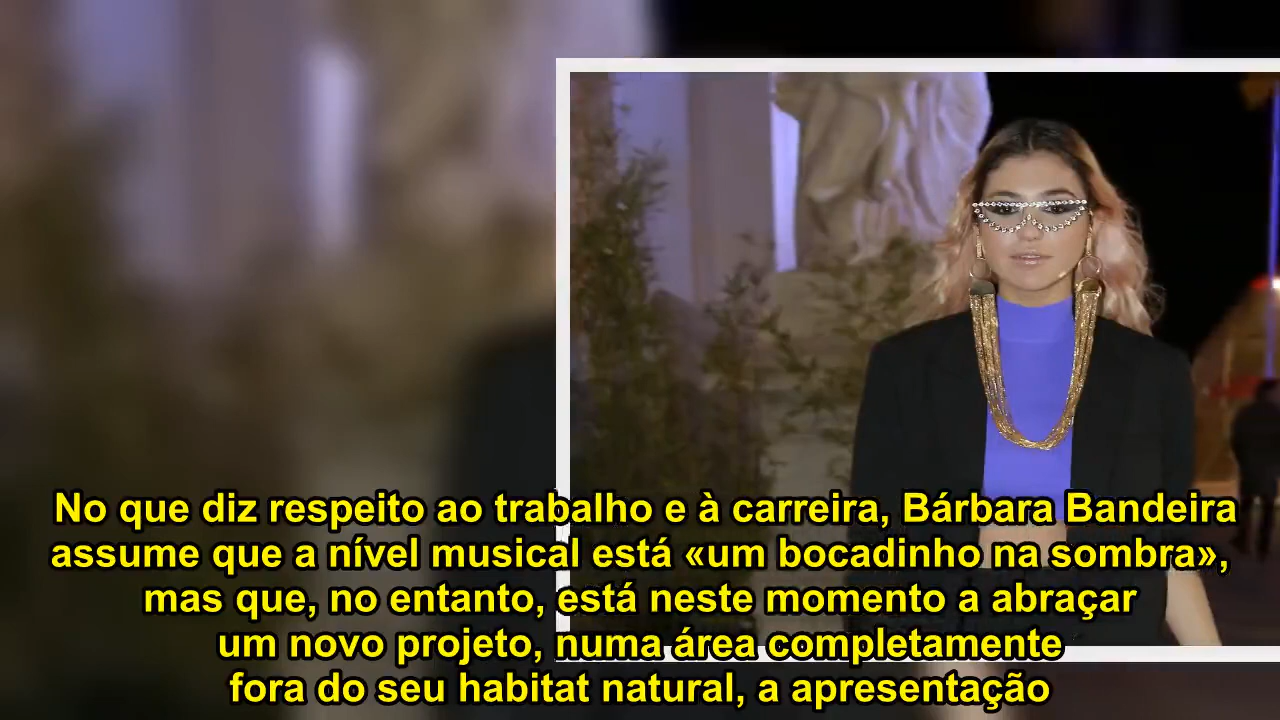 No que diz respeito ao trabalho e à carreira, Bárbara Bandeira
assume que a nível musical está «um bocadinho na sombra»,
mas que, no entanto, está neste momento a abraçar
um novo projeto, numa área completamente
fora do seu habitat natural, a apresentação